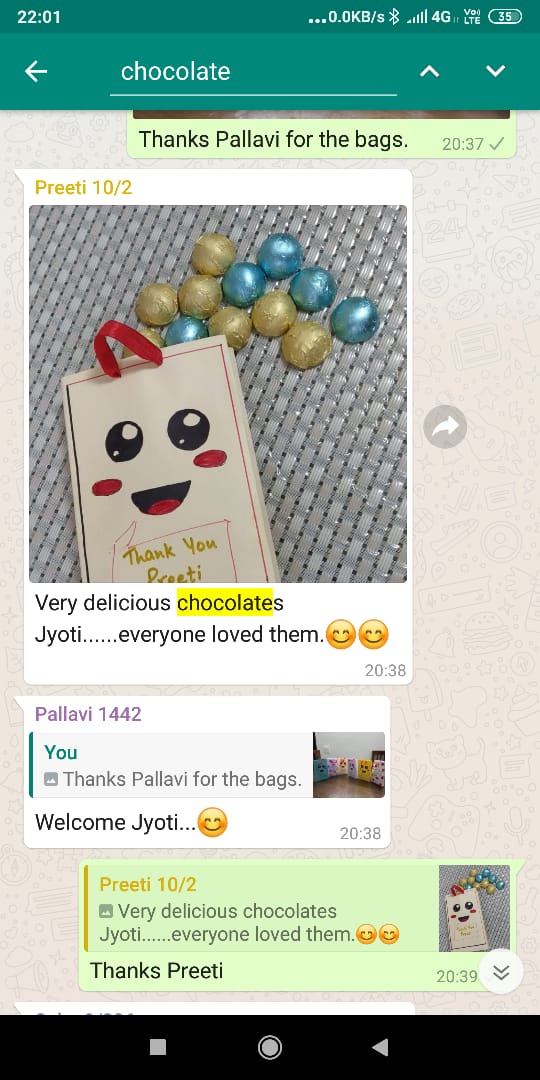 22:01
...0.0KB/s 4G Vo) LTE 35
chocolate
Thanks Pallavi for the bags.
20:37
Preeti 10/2
Thank You
Preeti
Very delicious chocolates
Jyoti......everyone loved them.😊😊
20:38
Pallavi 1442
You
Thanks Pallavi for the bags.
Welcome Jyoti...😊
20:38
Preeti 10/2
Very delicious chocolates
Jyoti......everyone loved them.😊😊
Thanks Preeti
20:39